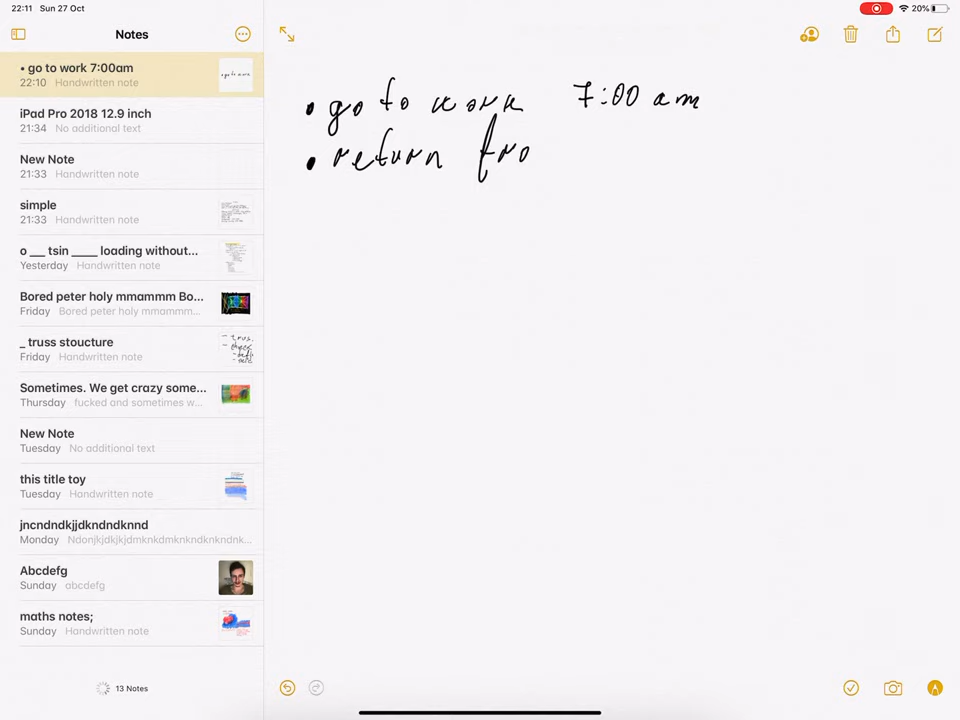 22:11 Sun 27 Oct
20%
Notes
• go to work 7:00am
22:10 Handwritten note
iPad Pro 2018 12.9 inch
21:34 No additional text
New Note
21:33 Handwritten note
simple
21:33 Handwritten note
o __ tsin ____ loading without...
Yesterday Handwritten note
Bored peter holy mmammm Bo...
Friday Bored peter holy mmammm...
_ truss stoucture
Friday Handwritten note
Sometimes. We get crazy some...
Thursday fucked and sometimes w...
New Note
Tuesday No additional text
this title toy
Tuesday Handwritten note
jncndndkjjdkndndknnd
Monday Ndonjkjdkjkjdmknkdmknkndknkndnk...
Abcdefg
Sunday abcdefg
maths notes;
Sunday Handwritten note
13 Notes
• go to work 7:00 am
• return fro